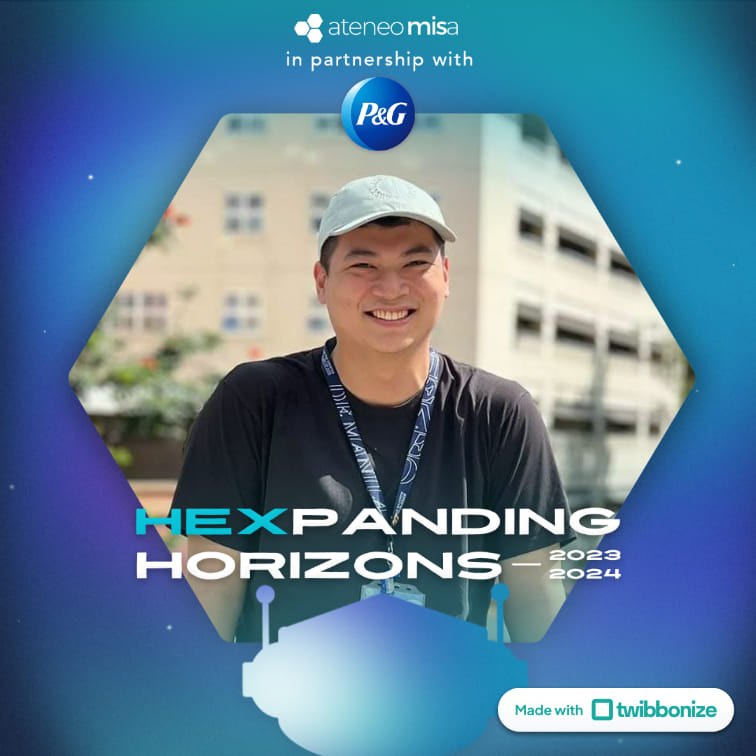 ateneo misa
in partnership with
P&G
HEXPANDING
HORIZONS — 2023
2024
Made with twibbonize